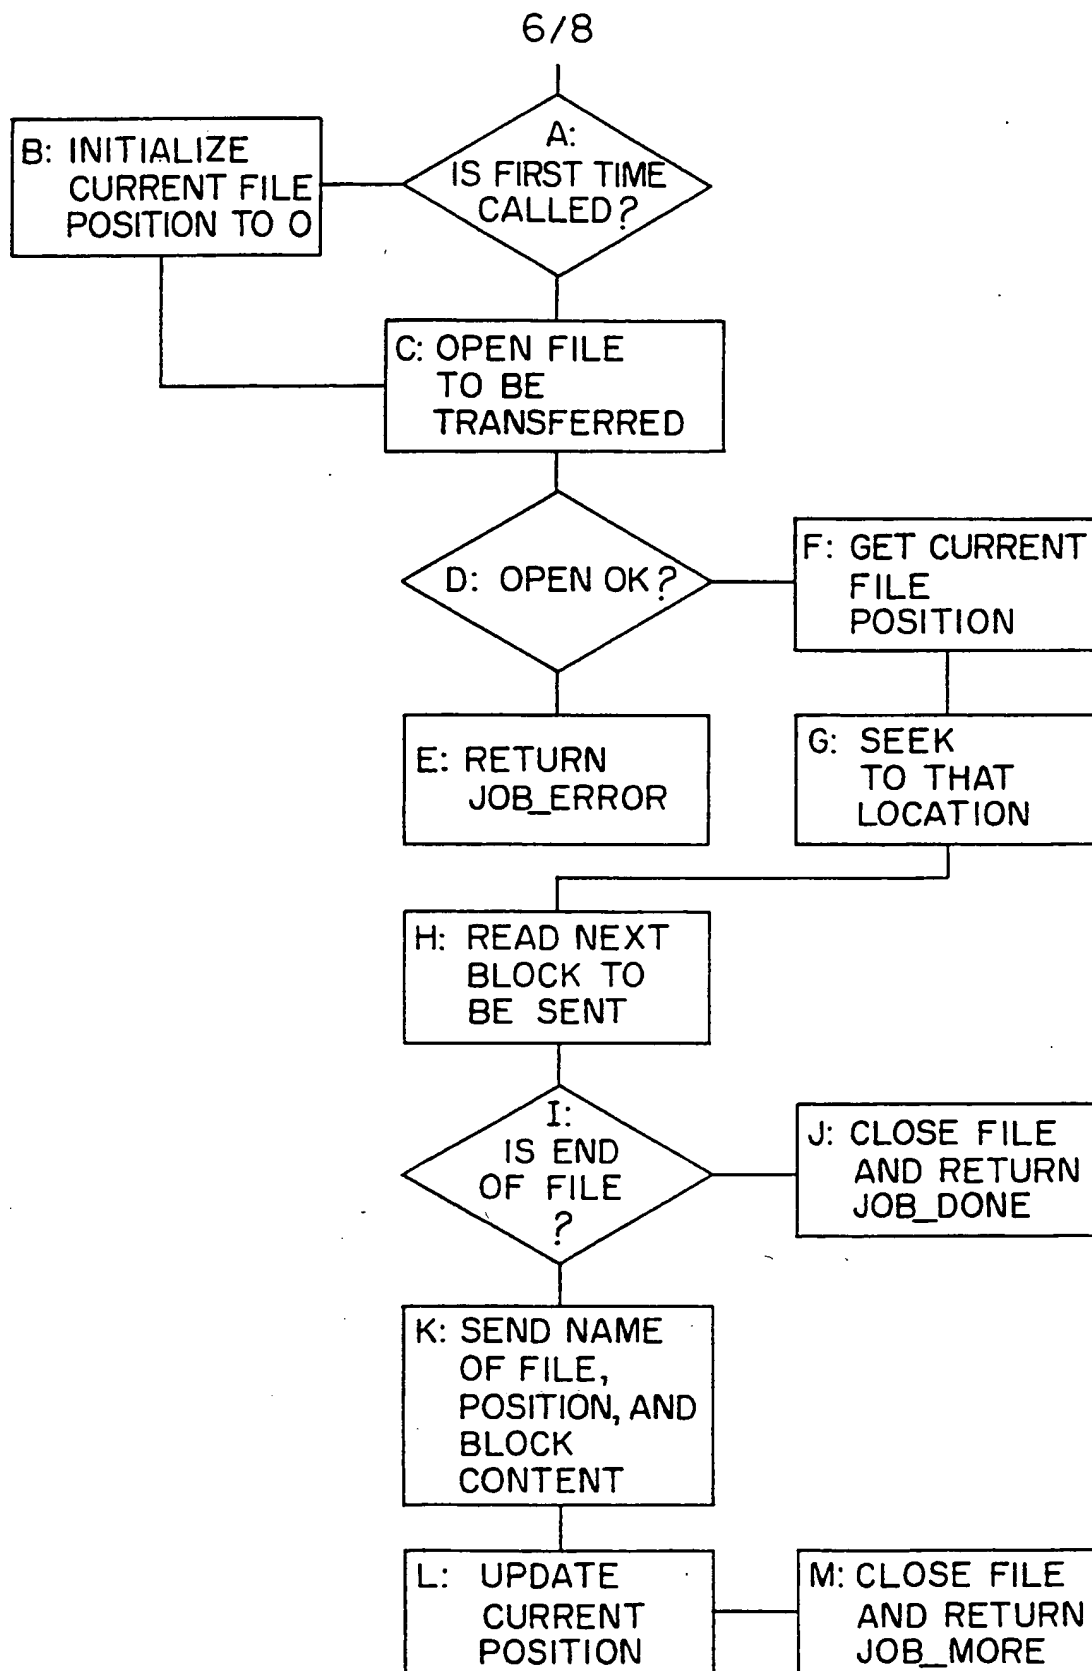 6/8
A:
IS FIRST TIME
CALLED?
B: INITIALIZE
CURRENT FILE
POSITION TO 0
C: OPEN FILE
TO BE
TRANSFERRED
D: OPEN OK?
F: GET CURRENT
FILE
POSITION
E: RETURN
JOB_ERROR
G: SEEK
TO THAT
LOCATION
H: READ NEXT
BLOCK TO
BE SENT
I:
IS END
OF FILE
?
J: CLOSE FILE
AND RETURN
JOB_DONE
K: SEND NAME
OF FILE,
POSITION, AND
BLOCK
CONTENT
L: UPDATE
CURRENT
POSITION
M: CLOSE FILE
AND RETURN
JOB_MORE